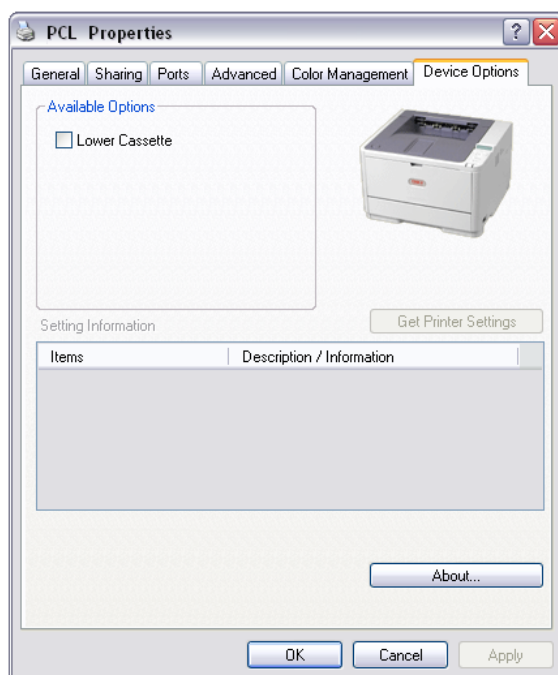 PCL Properties
General Sharing Ports Advanced Color Management Device Options
Available Options
Lower Cassette
Setting Information
Get Printer Settings
Items Description / Information
About...
OK Cancel Apply